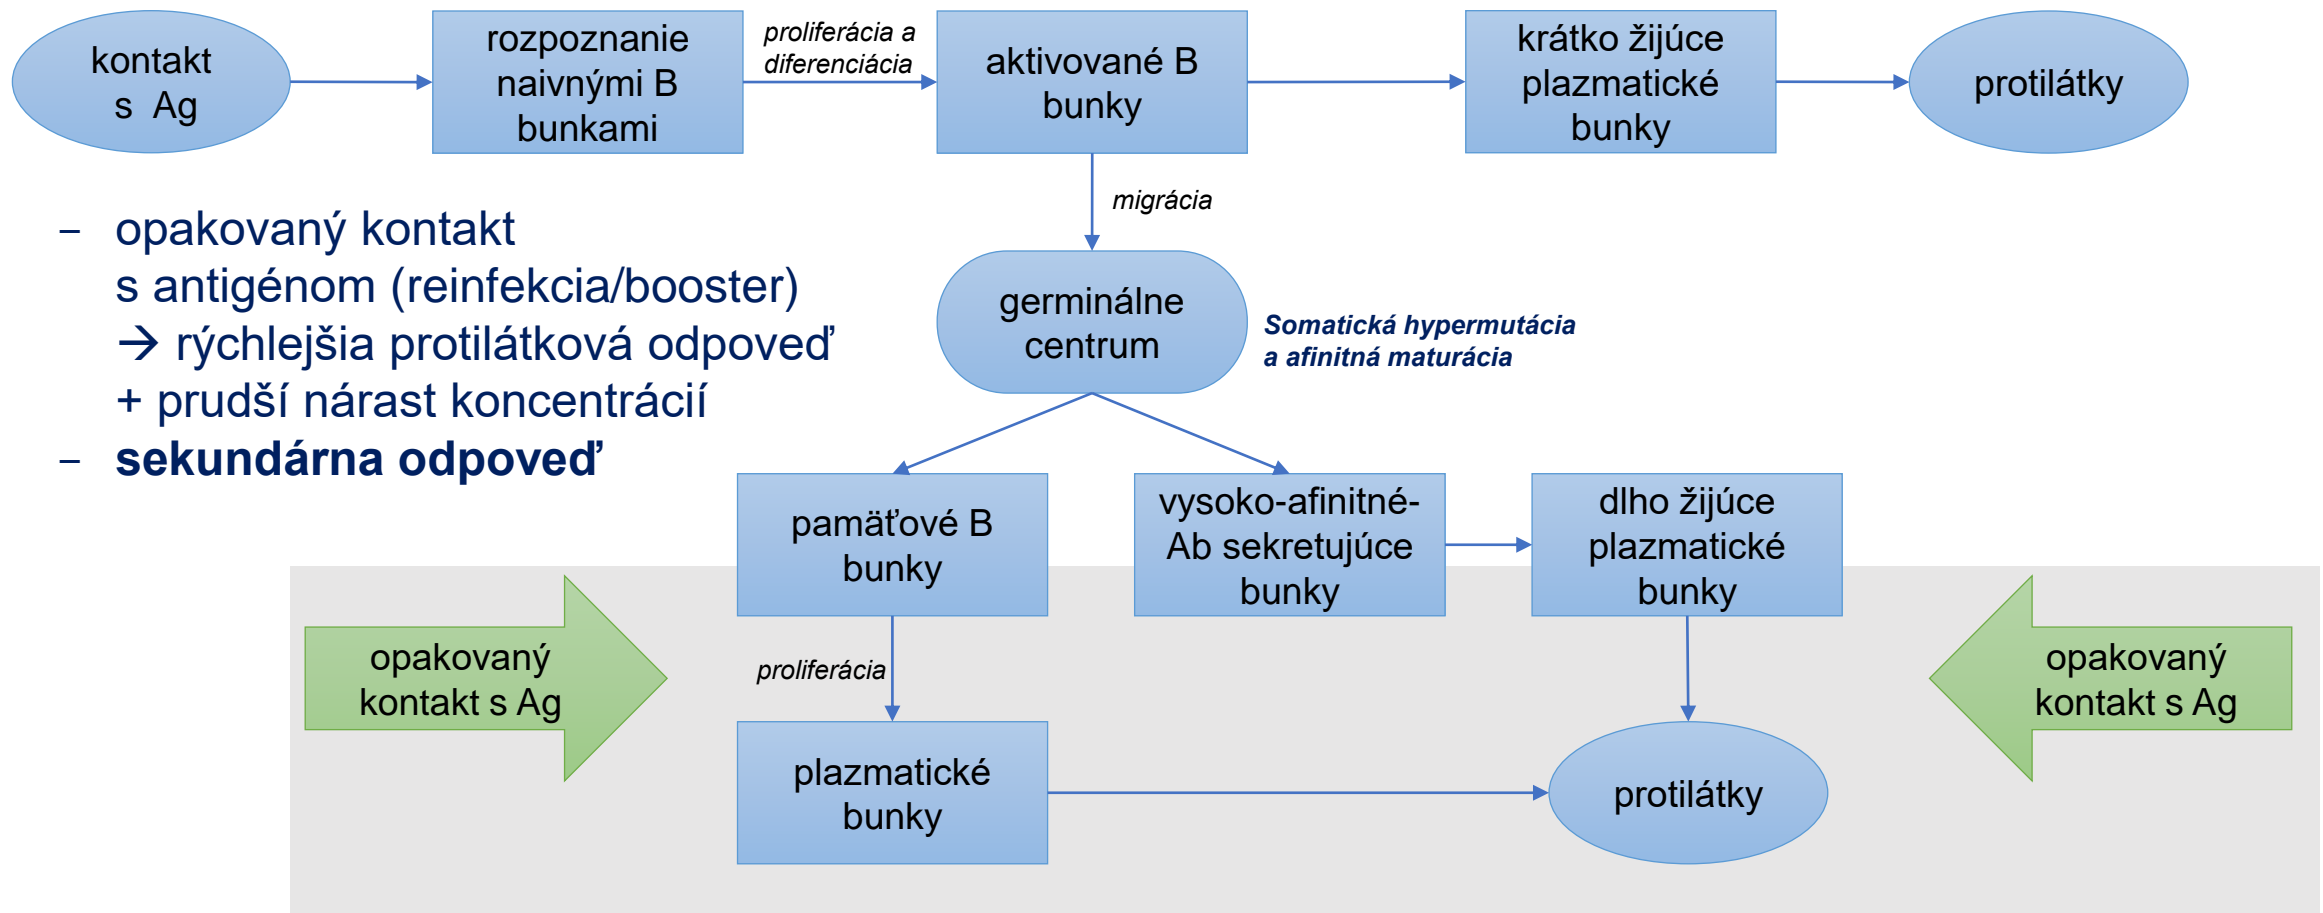 kontakt
s Ag
rozpoznanie
naivnými B
bunkami
proliferácia a
diferenciácia
aktivované B
bunky
krátko žijúce
plazmatické
bunky
protilátky
migrácia
– opakovaný kontakt
s antigénom (reinfekcia/booster)
→ rýchlejšia protilátková odpoveď
+ prudší nárast koncentrácií
– sekundárna odpoveď
germinálne
centrum
Somatická hypermutácia
a afinitná maturácia
pamäťové B
bunky
vysoko-afinitné-
Ab sekretujúce
bunky
dlho žijúce
plazmatické
bunky
opakovaný
kontakt s Ag
proliferácia
opakovaný
kontakt s Ag
plazmatické
bunky
protilátky